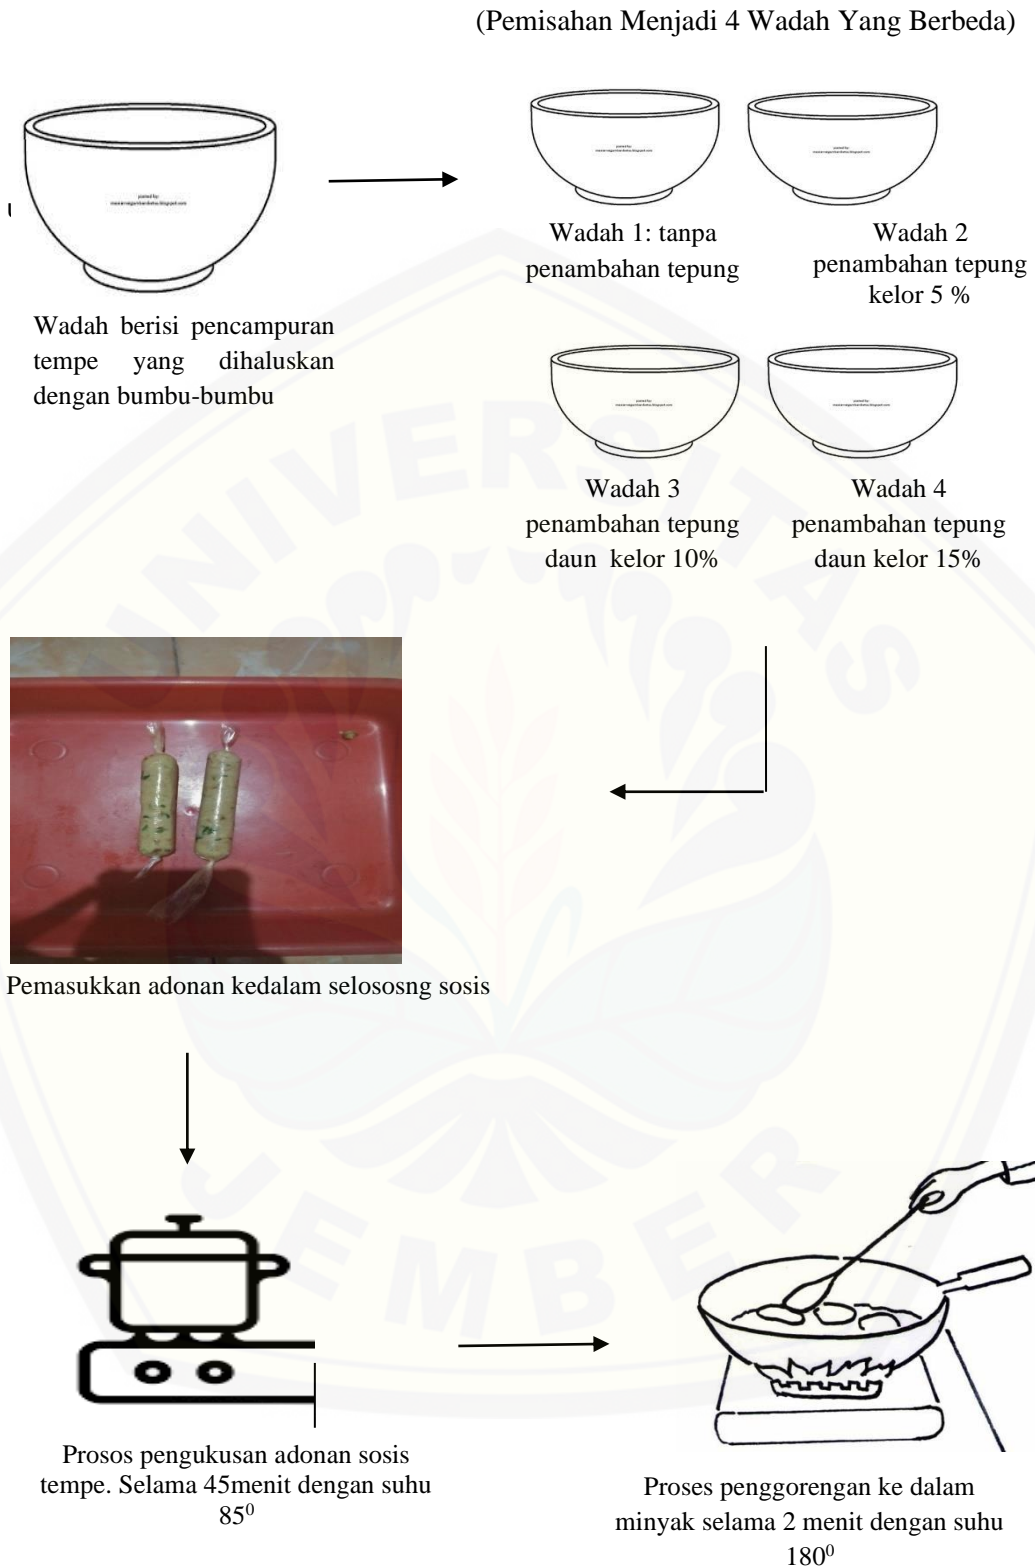 (Pemisahan Menjadi 4 Wadah Yang Berbeda)
Wadah berisi pencampuran
tempe yang dihaluskan
dengan bumbu-bumbu
Wadah 1: tanpa
penambahan tepung
Wadah 2
penambahan tepung
kelor 5 %
Wadah 3
penambahan tepung
daun kelor 10%
Wadah 4
penambahan tepung
daun kelor 15%
Pemasukkan adonan kedalam selososng sosis
Prosos pengukusan adonan sosis
tempe. Selama 45menit dengan suhu
85⁰
Proses penggorengan ke dalam
minyak selama 2 menit dengan suhu
180⁰
UNIVERSITAS
JEMBER